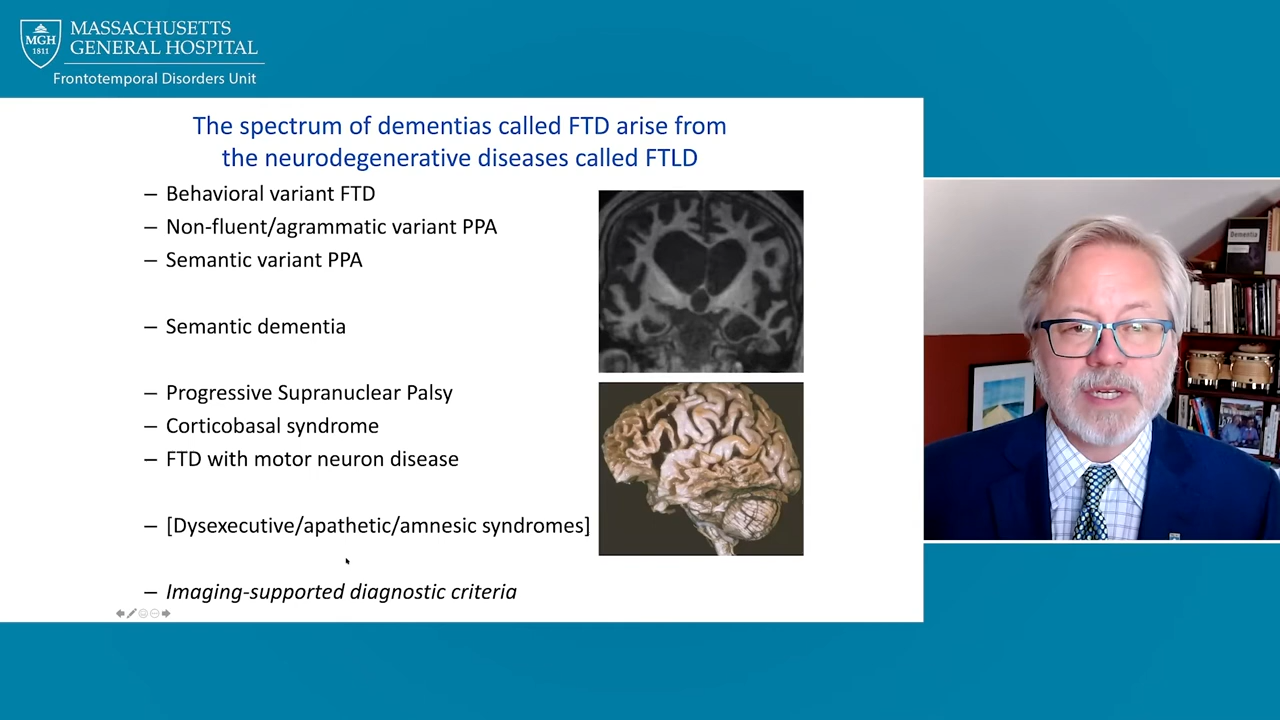 MGH
1811
MASSACHUSETTS
GENERAL HOSPITAL
Frontotemporal Disorders Unit
The spectrum of dementias called FTD arise from
the neurodegenerative diseases called FTLD
– Behavioral variant FTD
– Non-fluent/agrammatic variant PPA
– Semantic variant PPA
– Semantic dementia
– Progressive Supranuclear Palsy
– Corticobasal syndrome
– FTD with motor neuron disease
– [Dysexecutive/apathetic/amnesic syndromes]
– Imaging-supported diagnostic criteria
Dementia